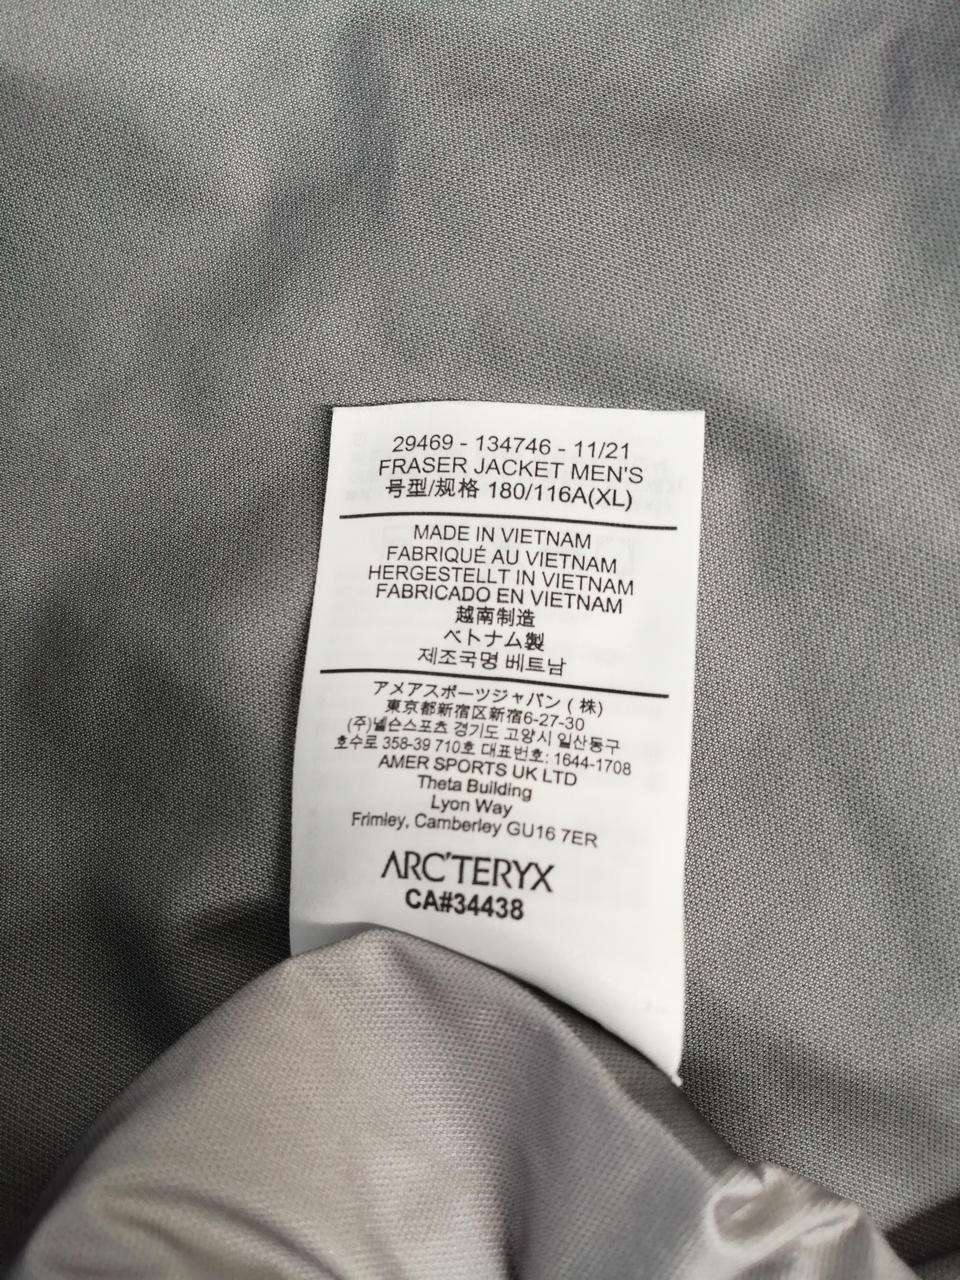 29469 - 134746 - 11/21
FRASER JACKET MEN'S
号型/规格 180/116A(XL)
MADE IN VIETNAM
FABRIQUÉ AU VIETNAM
HERGESTELLT IN VIETNAM
FABRICADO EN VIETNAM
越南制造
ベトナム製
제조국명 베트남
アメアスポーツジャパン ( 株)
東京都新宿区新宿6-27-30
(주)넬슨스포츠 경기도 고양시 일산동구
호수로 358-39 710호 대표번호: 1644-1708
AMER SPORTS UK LTD
Theta Building
Lyon Way
Frimley, Camberley GU16 7ER
ARC'TERYX
CA#34438